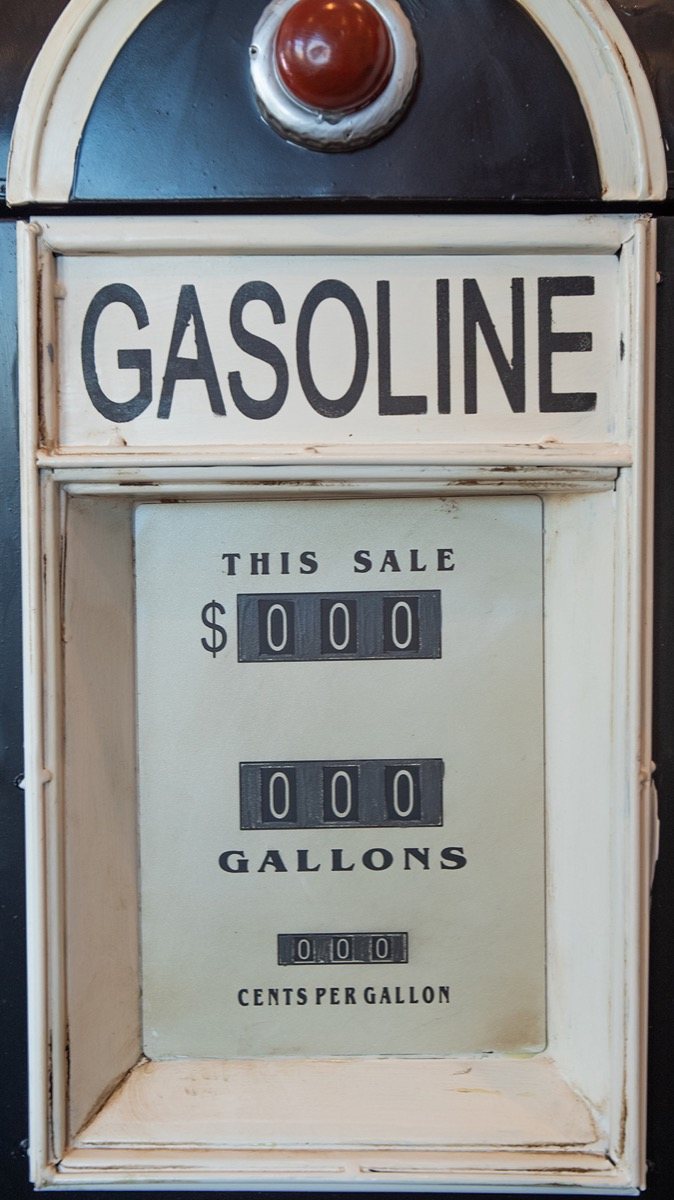 GASOLINE
THIS SALE
$ 000
000
GALLONS
000
CENTS PER GALLON